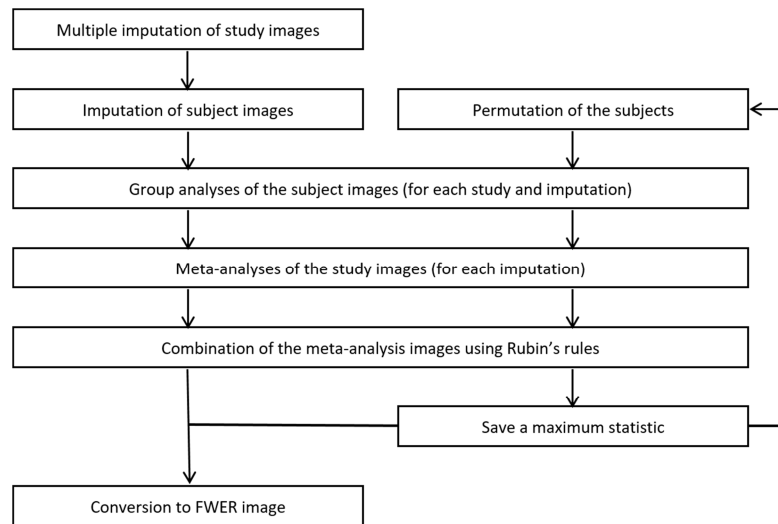 Multiple imputation of study images
Imputation of subject images
Permutation of the subjects
Group analyses of the subject images (for each study and imputation)
Meta-analyses of the study images (for each imputation)
Combination of the meta-analysis images using Rubin’s rules
Save a maximum statistic
Conversion to FWER image